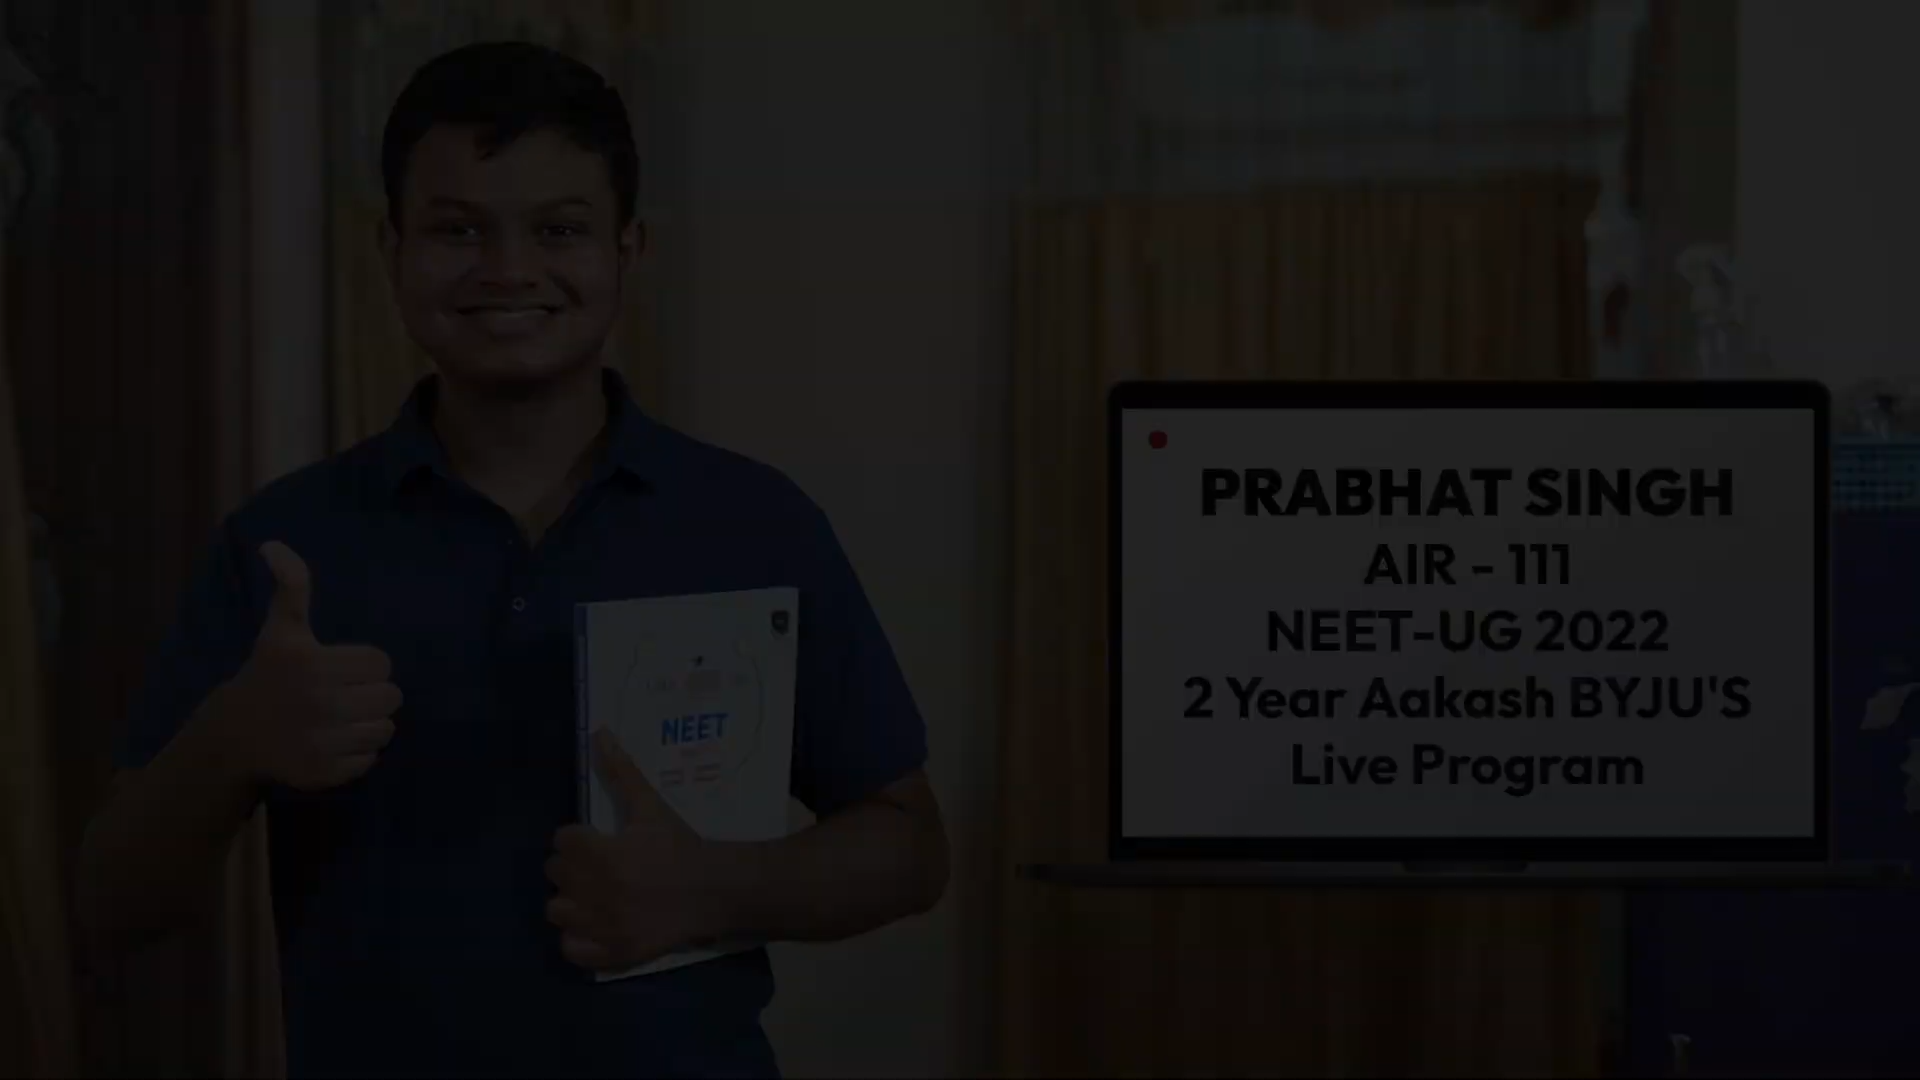 PRABHAT SINGH
AIR - 111
NEET-UG 2022
2 Year Aakash BYJU'S
Live Program
NEET